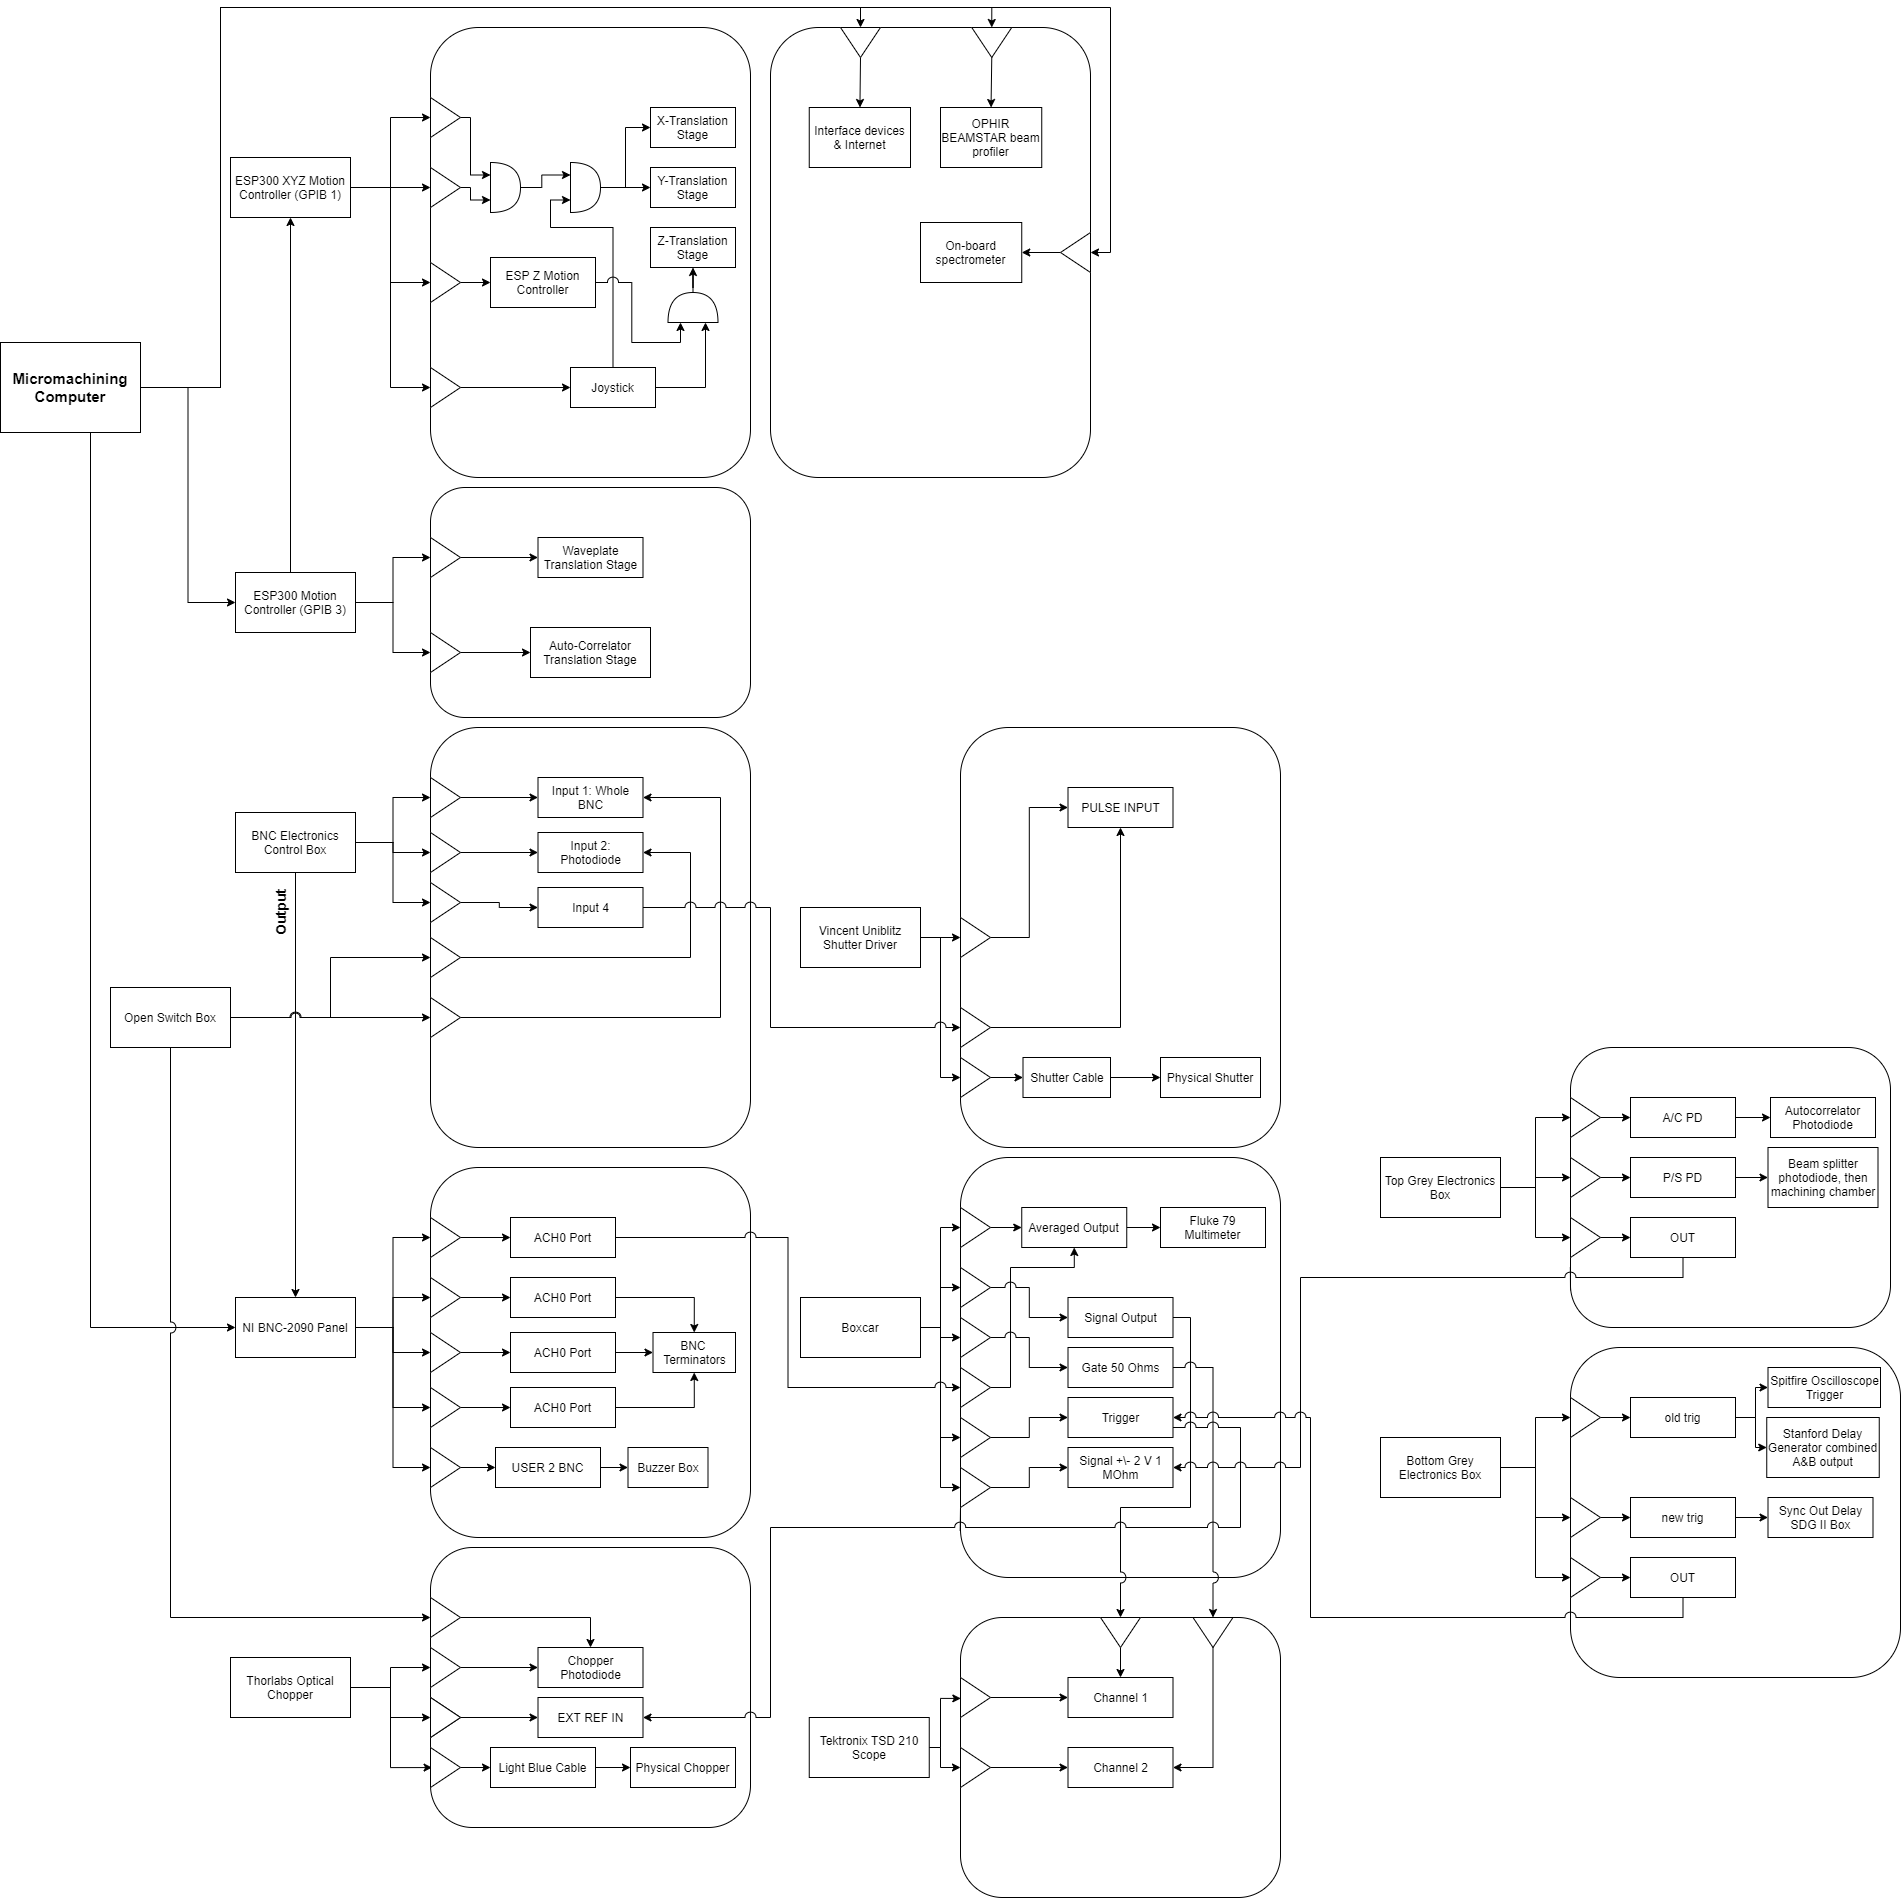 X-Translation
Stage
Interface devices
& Internet
OPHIR
BEAMSTAR beam
profiler
ESP300 XYZ Motion
Controller (GPIB 1)
Y-Translation
Stage
Z-Translation
Stage
On-board
spectrometer
ESP Z Motion
Controller
Micromachining
Computer
Joystick
Waveplate
Translation Stage
ESP300 Motion
Controller (GPIB 3)
Auto-Correlator
Translation Stage
Input 1: Whole
BNC
PULSE INPUT
BNC Electronics
Control Box
Input 2:
Photodiode
Output
Input 4
Vincent Uniblitz
Shutter Driver
Open Switch Box
Shutter Cable
Physical Shutter
A/C PD
Autocorrelator
Photodiode
Top Grey Electronics
Box
P/S PD
Beam splitter
photodiode, then
machining chamber
OUT
ACH0 Port
Averaged Output
Fluke 79
Multimeter
ACH0 Port
NI BNC-2090 Panel
ACH0 Port
BNC
Terminators
ACH0 Port
USER 2 BNC
Buzzer Box
Boxcar
Signal Output
Gate 50 Ohms
Trigger
Signal +\- 2 V 1
MOhm
Bottom Grey
Electronics Box
old trig
Spitfire Oscilloscope
Trigger
Stanford Delay
Generator combined
A&B output
new trig
Sync Out Delay
SDG II Box
OUT
Thorlabs Optical
Chopper
Chopper
Photodiode
EXT REF IN
Light Blue Cable
Physical Chopper
Tektronix TSD 210
Scope
Channel 1
Channel 2